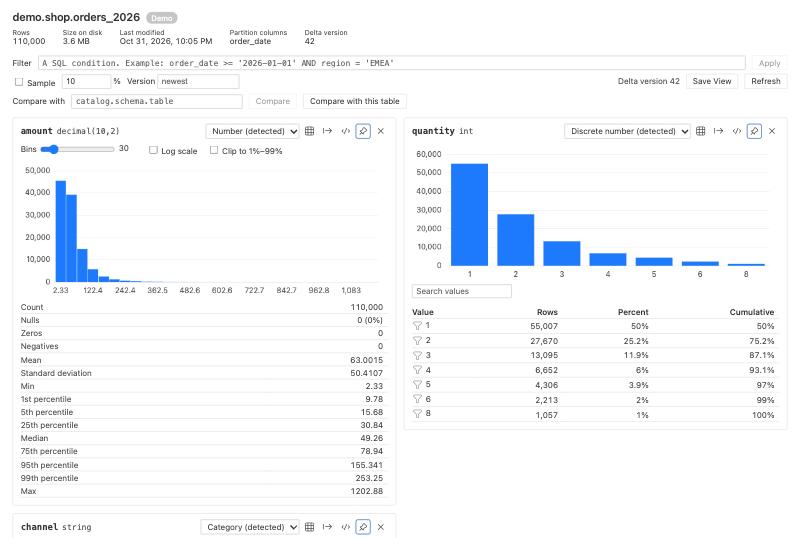 demo.shop.orders_2026 Demo
Rows Size on disk Last modified Partition columns Delta version
110,000 3.6 MB Oct 31, 2026, 10:05 PM order_date 42
Filter A SQL condition. Example: order_date >= '2026-01-01' AND region = 'EMEA' Apply
Sample 10 % Version newest Delta version 42 Save View Refresh
Compare with catalog.schema.table Compare Compare with this table
amount decimal(10,2) Number (detected)
Bins 30 Log scale Clip to 1%–99%
50,000
40,000
30,000
20,000
10,000
0
2.33 122.4 242.4 362.5 482.6 602.6 722.7 842.7 962.8 1,083
Count 110,000
Nulls 0 (0%)
Zeros 0
Negatives 0
Mean 63.0015
Standard deviation 50.4107
Min 2.33
1st percentile 9.78
5th percentile 15.68
25th percentile 30.84
Median 49.26
75th percentile 78.94
95th percentile 155.341
99th percentile 253.25
Max 1202.88
quantity int Discrete number (detected)
60,000
50,000
40,000
30,000
20,000
10,000
0
1 2 3 4 5 6 8
Search values
Value Rows Percent Cumulative
1 55,007 50% 50%
2 27,670 25.2% 75.2%
3 13,095 11.9% 87.1%
4 6,652 6% 93.1%
5 4,306 3.9% 97%
6 2,213 2% 99%
8 1,057 1% 100%
channel string Category (detected)